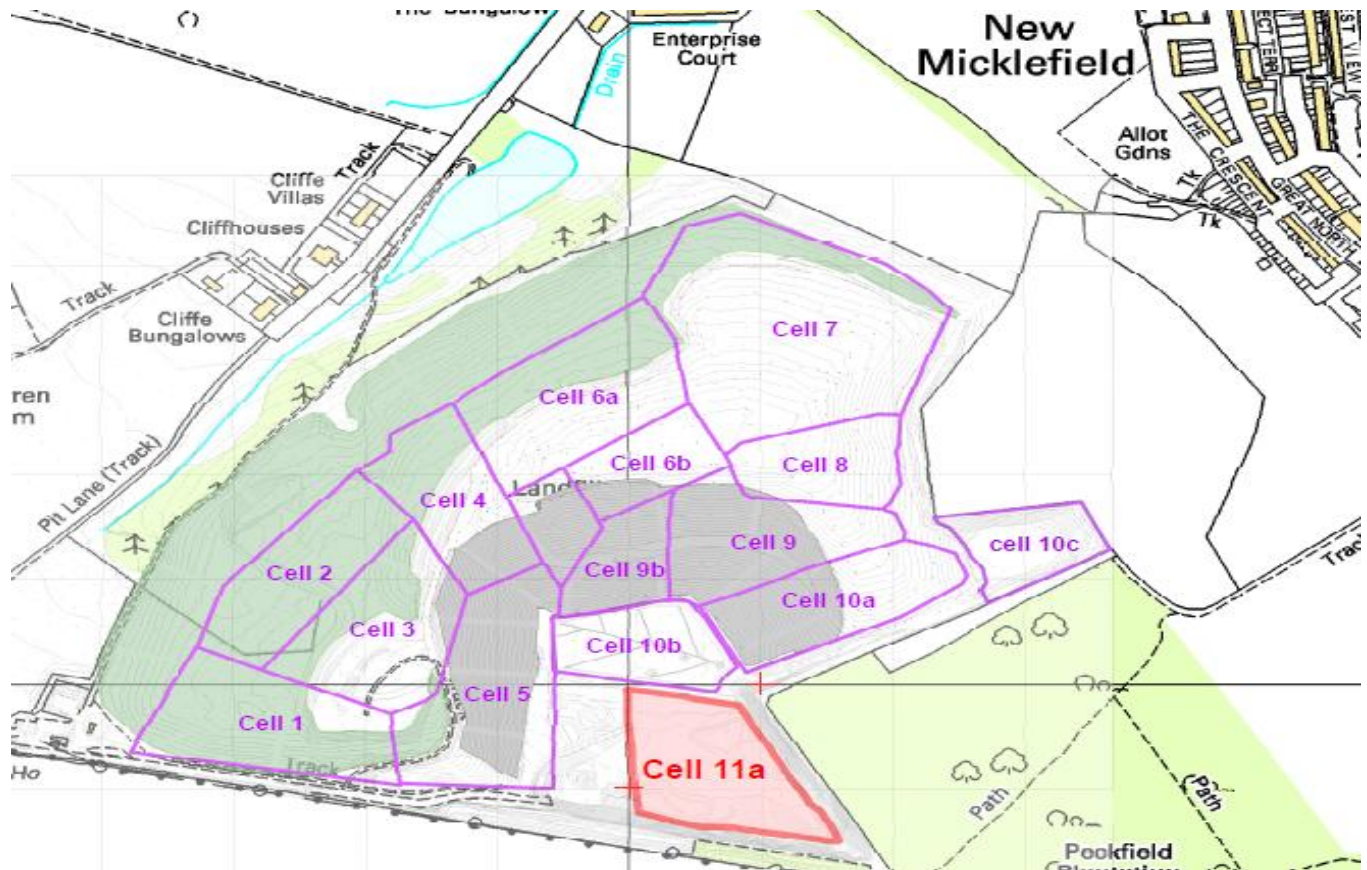 The Bungalow
Enterprise
Court
New
Micklefield
Drain
Allot
Gdns
THE CRESCENT
Tk
Tk
Track
Cliffe
Villas
Cliffhouses
Track
Cliffe
Bungalows
Pit Lane (Track)
Cell 7
Cell 6a
Cell 6b
Cell 8
Cell 4
Cell 9
cell 10c
Cell 2
Cell 9b
Cell 10a
Cell 3
Cell 10b
Cell 5
Cell 1
Track
Cell 11a
Path
Path
Pookfield